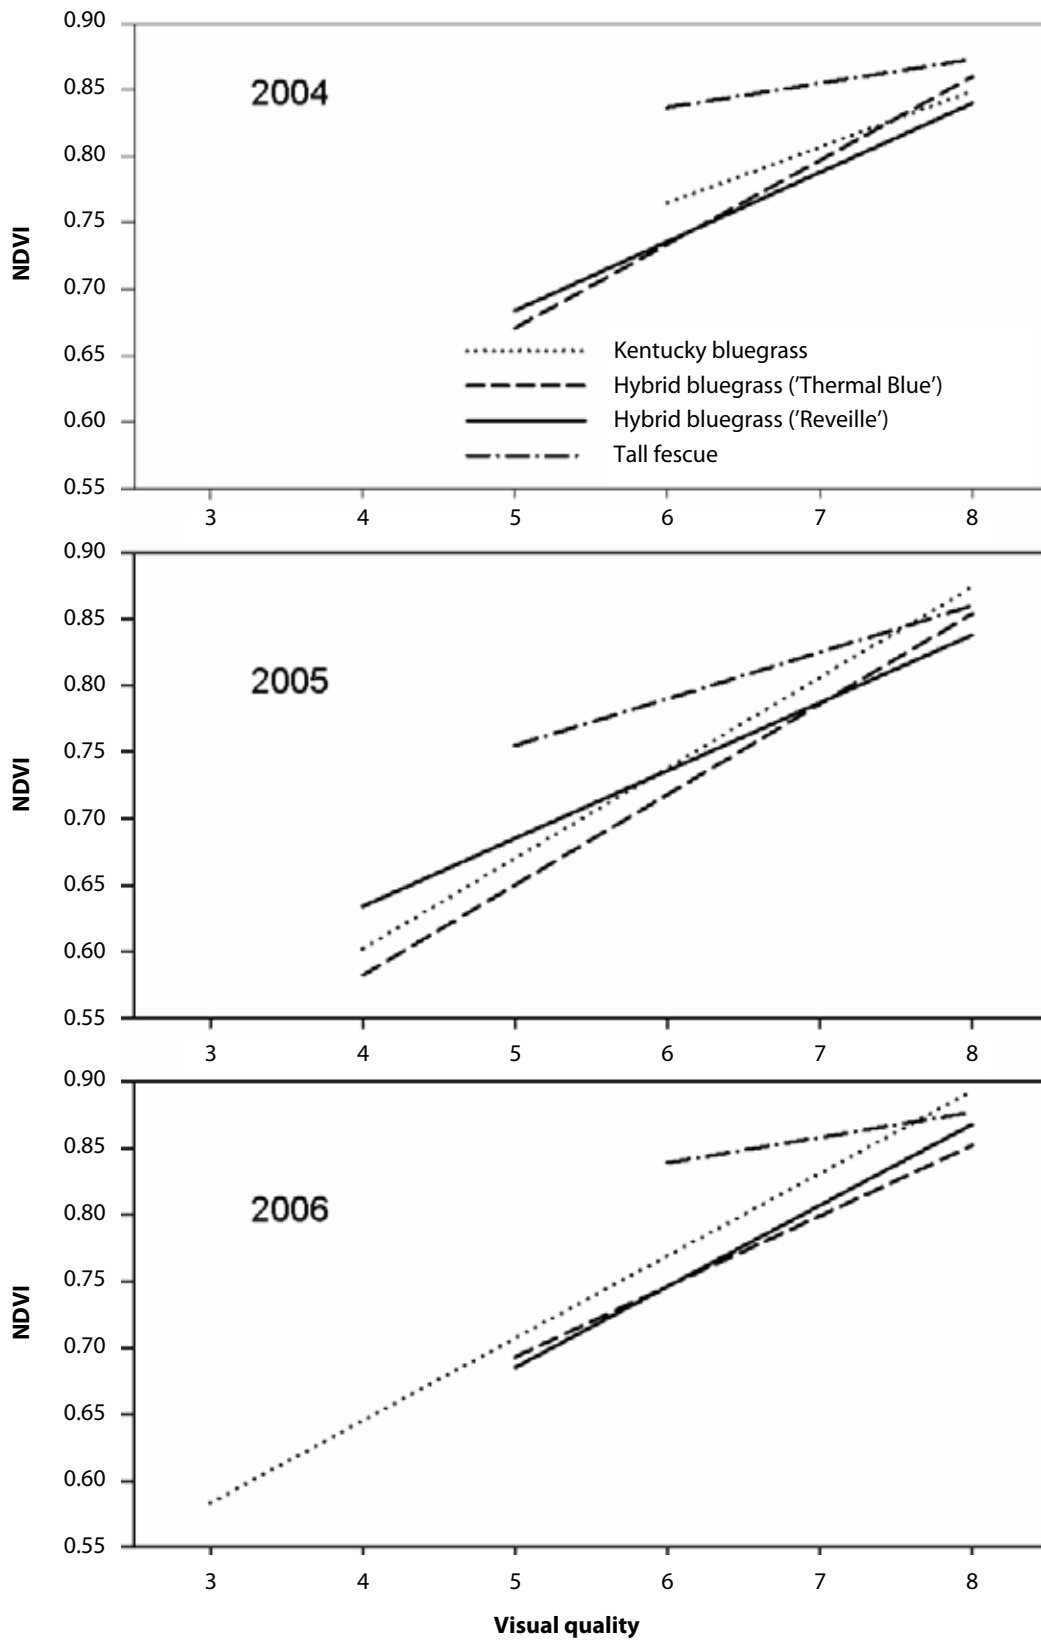 0.90
0.85
2004
0.80
0.75
NDVI
0.70
0.65
Kentucky bluegrass
Hybrid bluegrass ('Thermal Blue')
0.60
Hybrid bluegrass ('Reveille')
Tall fescue
0.55
3 4 5 6 7 8
0.90
0.85
2005
0.80
0.75
NDVI
0.70
0.65
0.60
0.55
3 4 5 6 7 8
0.90
0.85
2006
0.80
0.75
NDVI
0.70
0.65
0.60
0.55
3 4 5 6 7 8
Visual quality